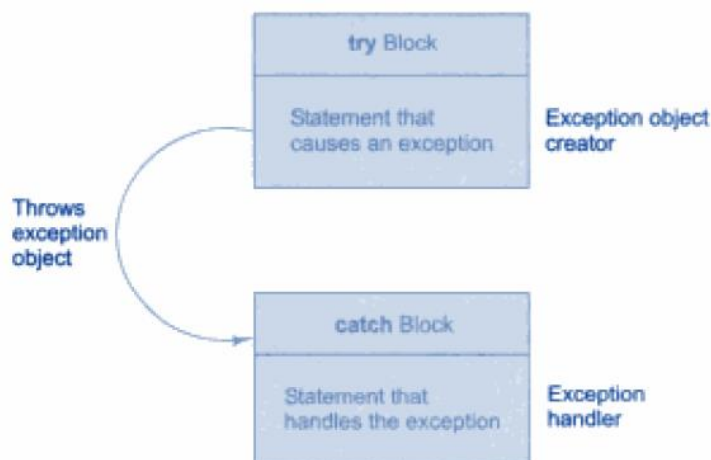 try Block
Statement that
causes an exception
Exception object
creator
Throws
exception
object
catch Block
Statement that
handles the exception
Exception
handler